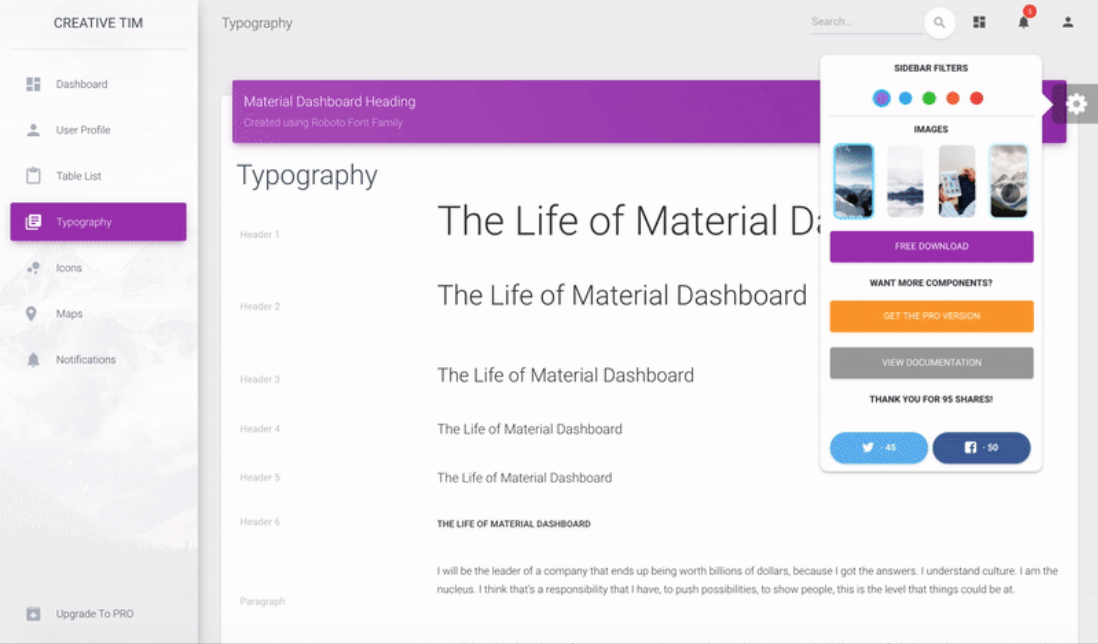 CREATIVE TIM
Dashboard
User Profile
Table List
Typography
Icons
Maps
Notifications
Upgrade To PRO
Typography
Search...
5
Material Dashboard Heading
Created using Roboto Font Family
Typography
Header 1
The Life of Material Da
Header 2
The Life of Material Dashboard
Header 3
The Life of Material Dashboard
Header 4
The Life of Material Dashboard
Header 5
The Life of Material Dashboard
Header 6
THE LIFE OF MATERIAL DASHBOARD
Paragraph
I will be the leader of a company that ends up being worth billions of dollars, because I got the answers. I understand culture. I am the
nucleus. I think that's a responsibility that I have, to push possibilities, to show people, this is the level that things could be at.
SIDEBAR FILTERS
IMAGES
FREE DOWNLOAD
WANT MORE COMPONENTS?
GET THE PRO VERSION
VIEW DOCUMENTATION
THANK YOU FOR 95 SHARES!
· 45
· 50